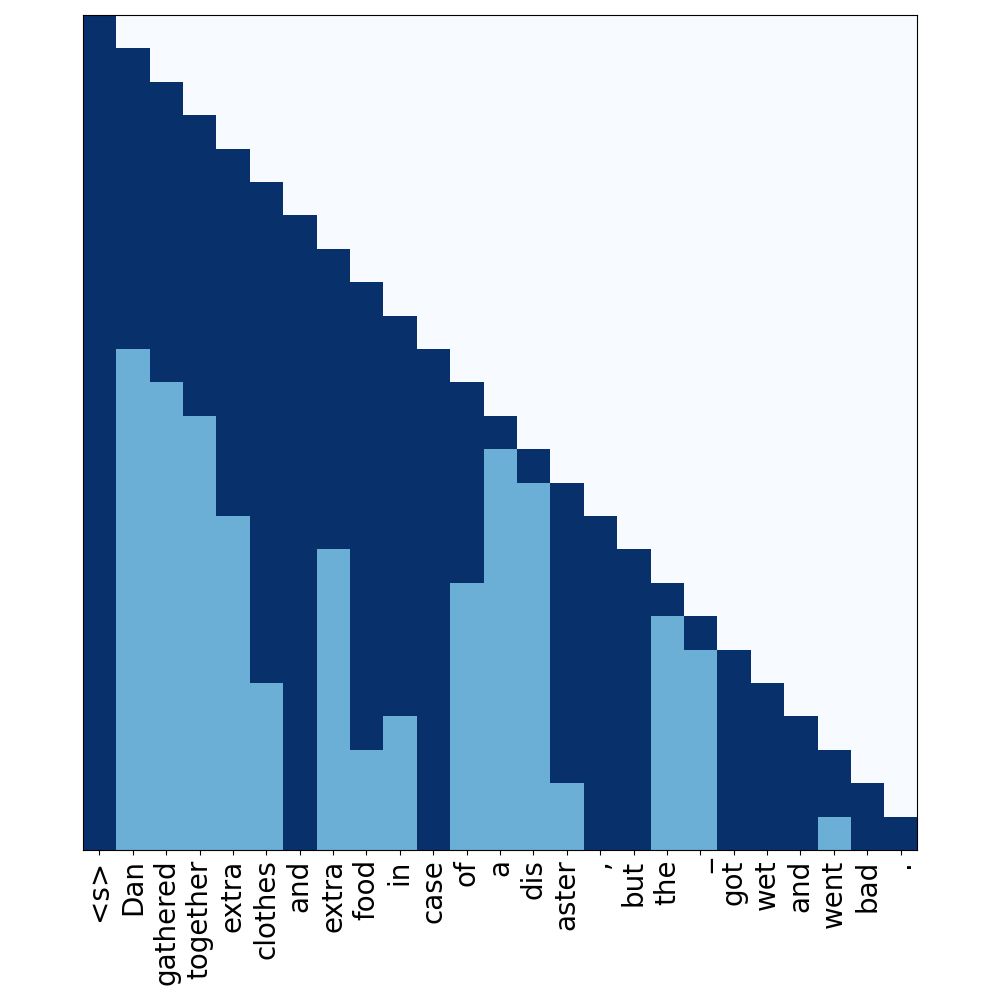 <s> Dan gathered together extra clothes and extra food in case of a dis aster , but the _ got wet and went bad .